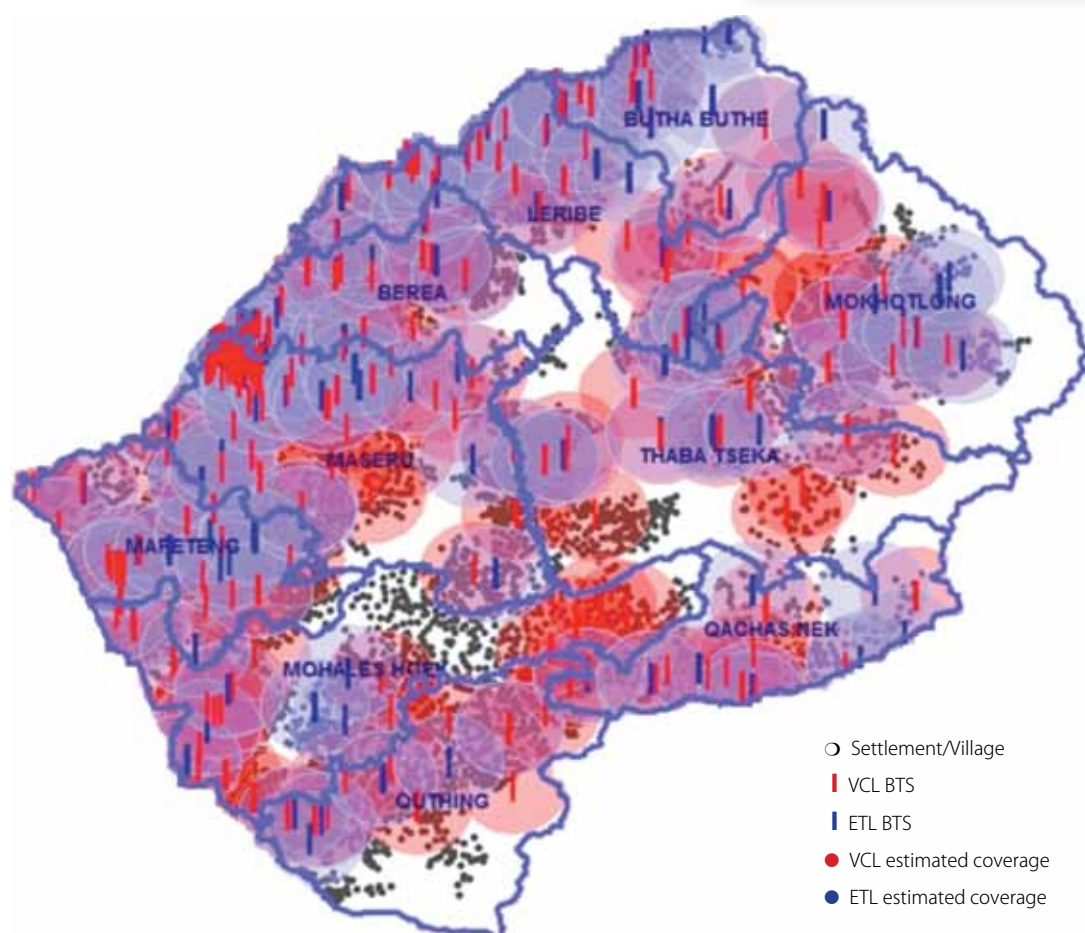 BUTHA BUTHE
LERIBE
BEREA
MOKHOTLONG
MASERU
THABA TSEKA
MAFETENG
QACHAS NEK
MOHALES HOEK
QUTHING
Settlement/Village
VCL BTS
ETL BTS
VCL estimated coverage
ETL estimated coverage